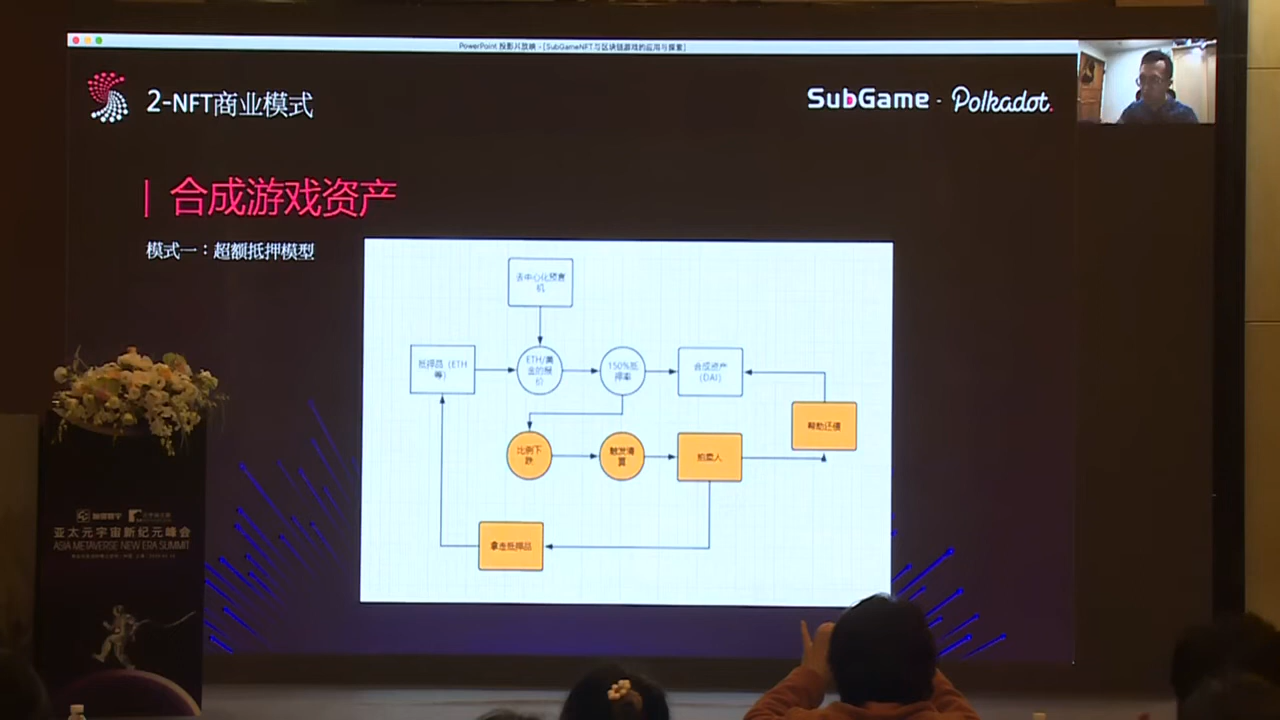 PowerPoint 投影片放映 - [SubGameNFT与区块链游戏的应用与探索]
2-NFT商业模式
SubGame - Polkadot.
合成游戏资产
模式一：超额抵押模型
去中心化预言
机
抵押品（ETH
等）
ETH/黄
金的报
价
150%抵
押率
合成资产
（DAI）
帮助还债
比例下
跌
触发清
算
拍卖人
拿走抵押品
亚太元宇宙新纪元峰会
ASIA METAVERSE NEW ERA SUMMIT